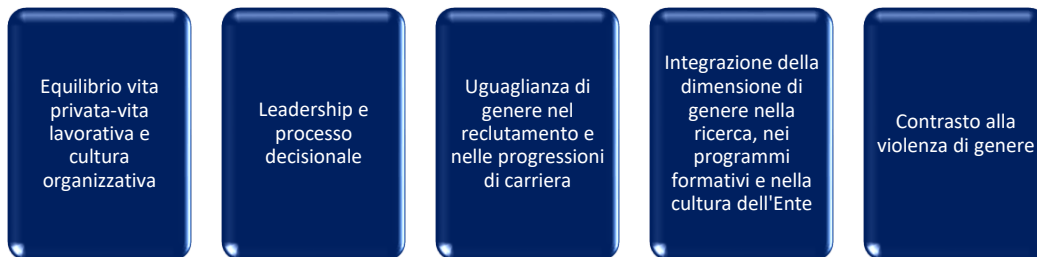 Equilibrio vita
privata-vita
lavorativa e
cultura
organizzativa
Leadership e
processo
decisionale
Uguaglianza di
genere nel
reclutamento e
nelle progressioni
di carriera
Integrazione della
dimensione di
genere nella
ricerca, nei
programmi
formativi e nella
cultura dell'Ente
Contrasto alla
violenza di genere